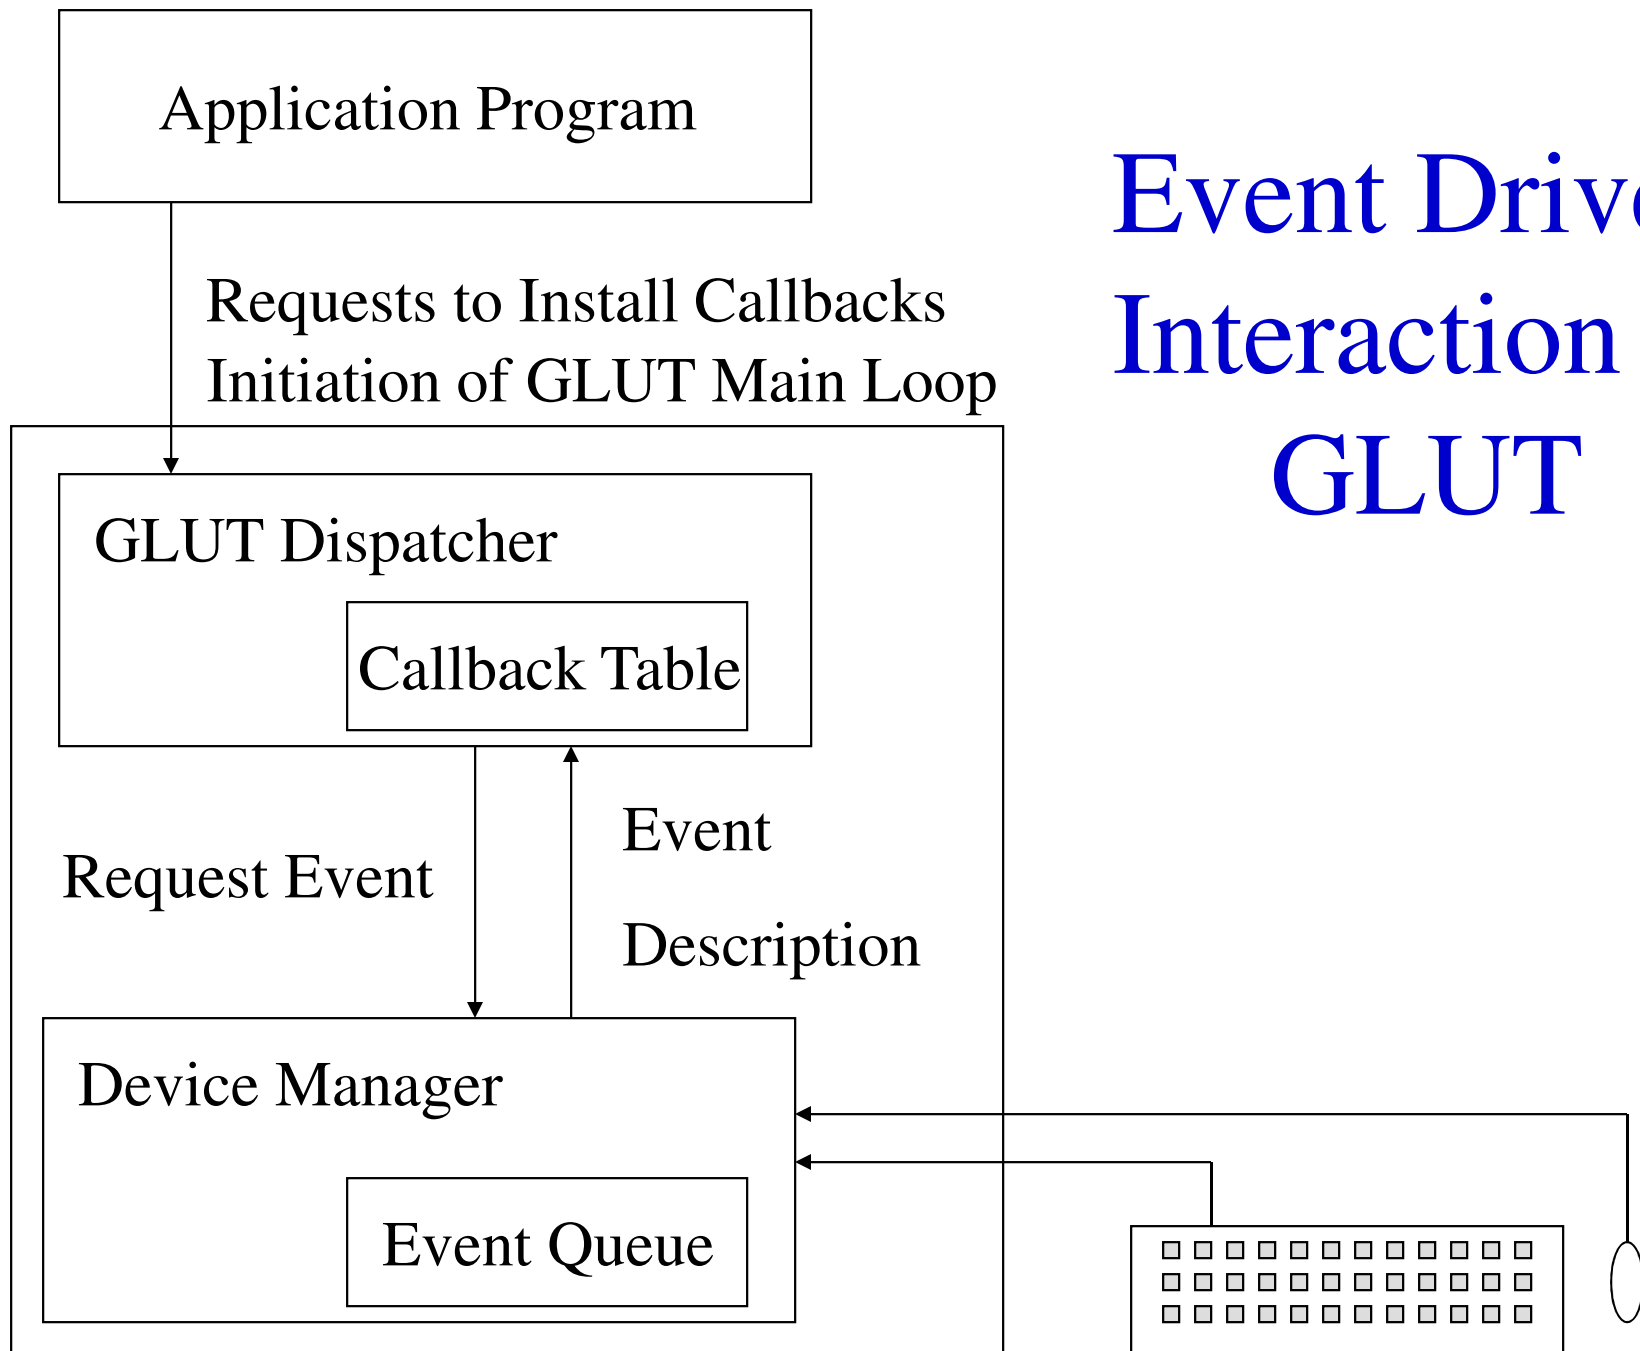 Application Program
Event Drive
Interaction
GLUT
Requests to Install Callbacks
Initiation of GLUT Main Loop
GLUT Dispatcher
Callback Table
Request Event
Event
Description
Device Manager
Event Queue